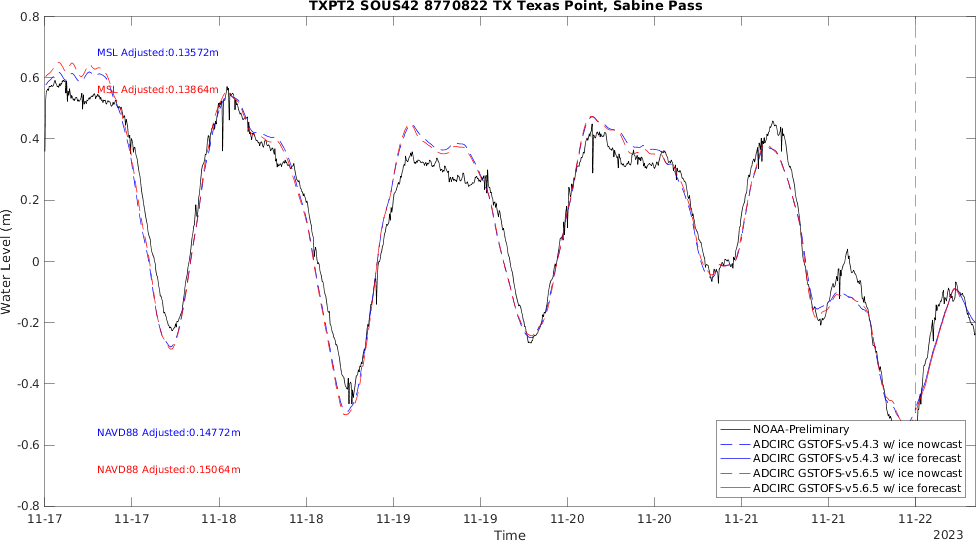 TXPT2 SOUS42 8770822 TX Texas Point, Sabine Pass
0.8
0.6
0.4
0.2
0
-0.2
-0.4
-0.6
-0.8
Water Level (m)
MSL Adjusted:0.13572m
MSL Adjusted:0.13864m
NAVD88 Adjusted:0.14772m
NAVD88 Adjusted:0.15064m
NOAA-Preliminary
ADCIRC GSTOFS-v5.4.3 w/ ice nowcast
ADCIRC GSTOFS-v5.4.3 w/ ice forecast
ADCIRC GSTOFS-v5.6.5 w/ ice nowcast
ADCIRC GSTOFS-v5.6.5 w/ ice forecast
11-17 11-17 11-18 11-18 11-19 11-19 11-20 11-20 11-21 11-21 11-22
Time
2023